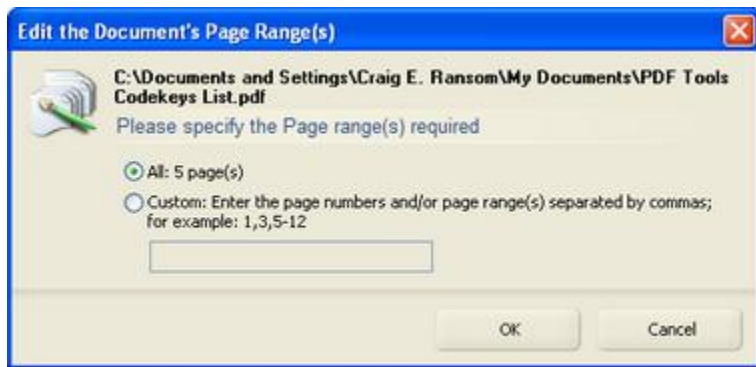 Edit the Document's Page Range(s)
C:\Documents and Settings\Craig E. Ransom\My Documents\PDF Tools
Codekeys List.pdf
Please specify the Page range(s) required
All: 5 page(s)
Custom: Enter the page numbers and/or page range(s) separated by commas;
for example: 1,3,5-12
OK
Cancel